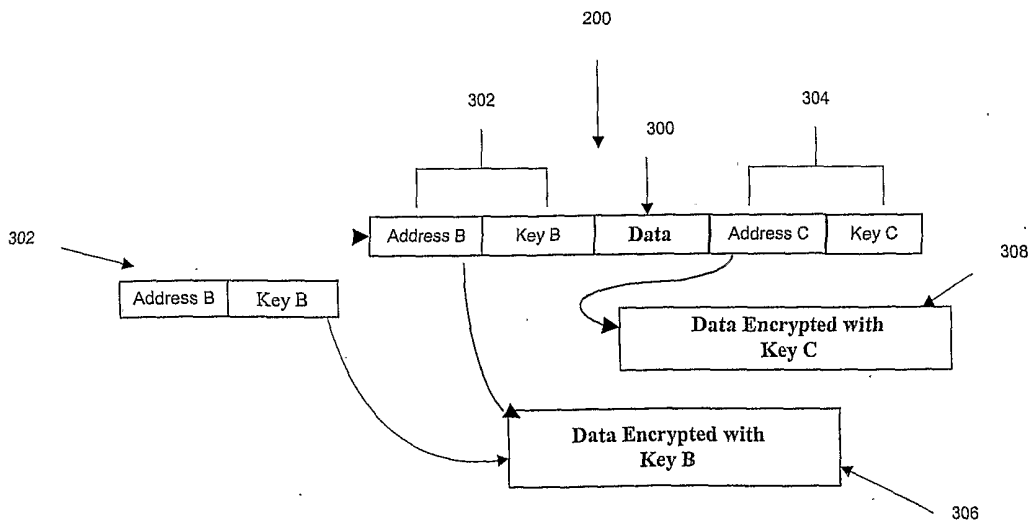 200
302
304
300
Address B Key B Data Address C Key C
302
308
Address B Key B
Data Encrypted with
Key C
Data Encrypted with
Key B
306